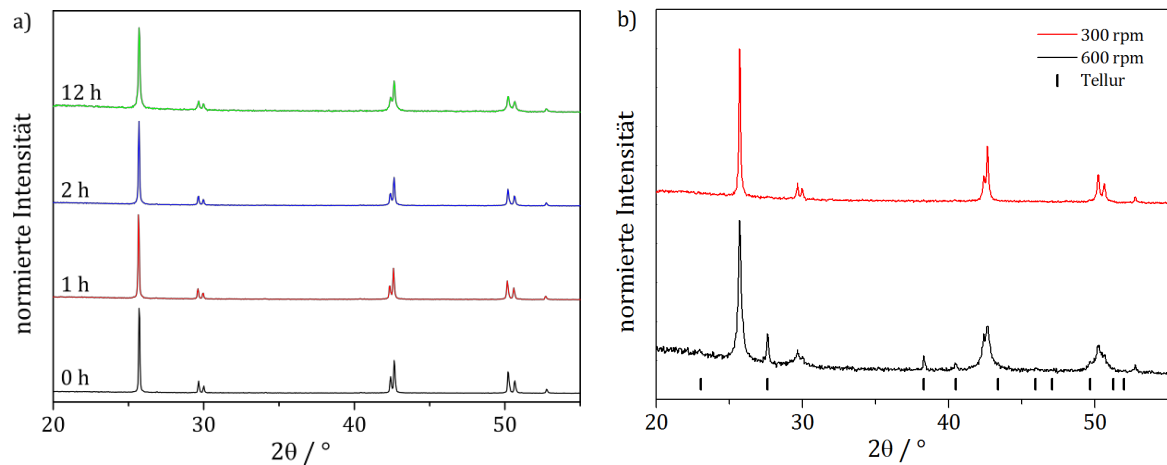 a)
12 h
2 h
1 h
0 h
normierte Intensität
20
30
40
50
2θ / °
b)
300 rpm
600 rpm
Tellur
normierte Intensität
20
30
40
50
2θ / °